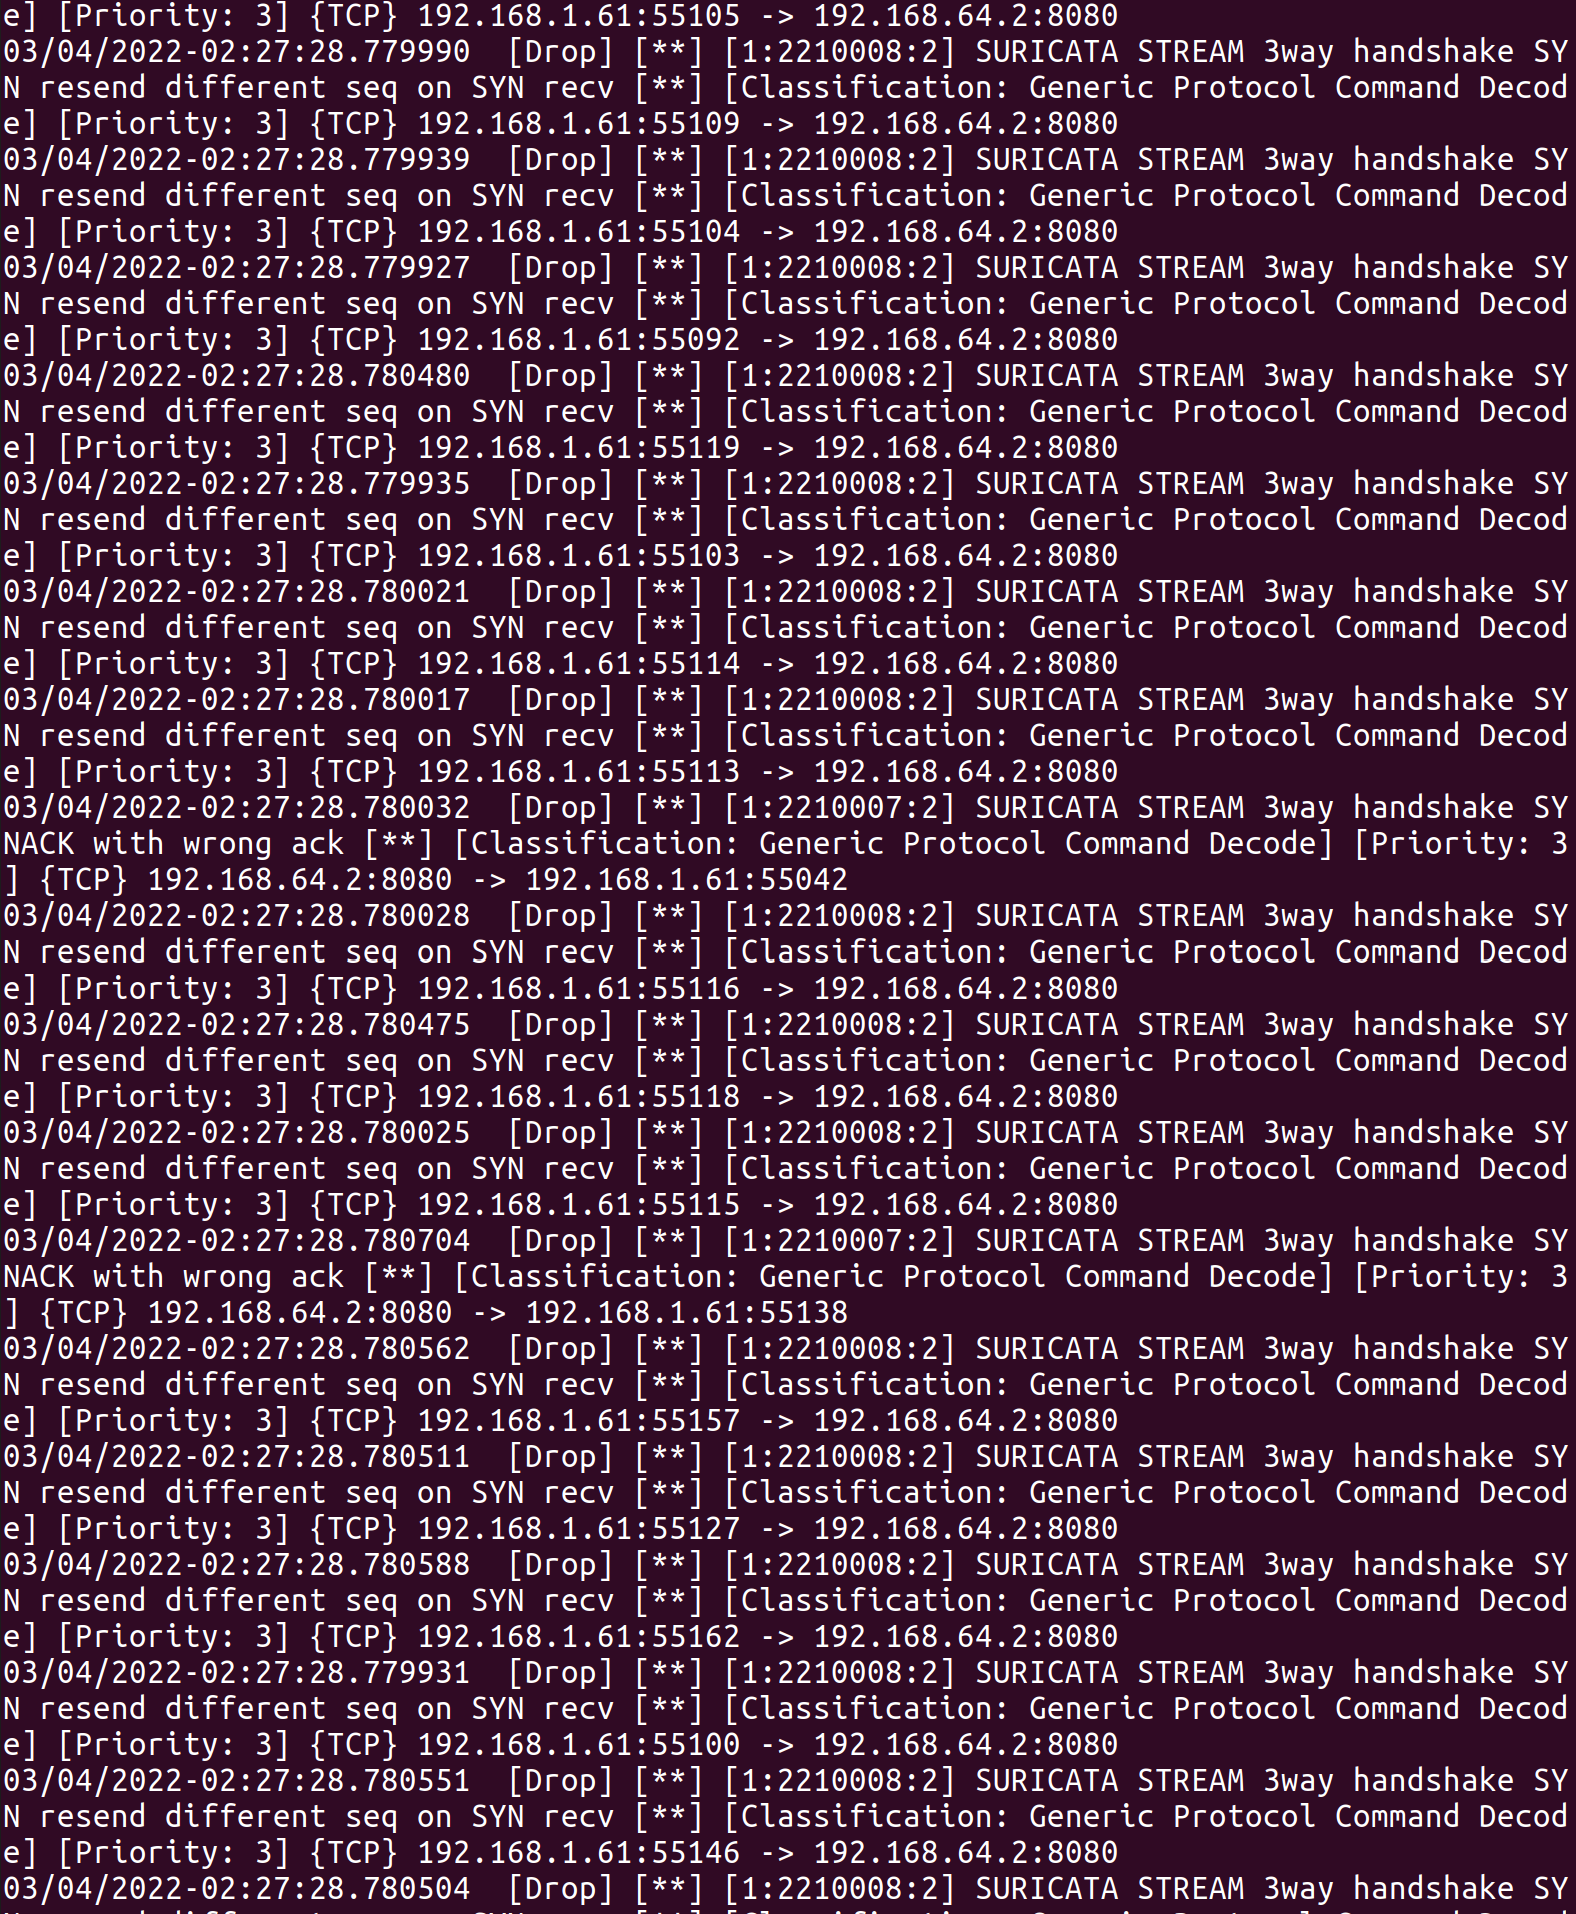 e] [Priority: 3] {TCP} 192.168.1.61:55105 -> 192.168.64.2:8080
03/04/2022-02:27:28.779990  [Drop] [**] [1:2210008:2] SURICATA STREAM 3way handshake SY
N resend different seq on SYN recv [**] [Classification: Generic Protocol Command Decod
e] [Priority: 3] {TCP} 192.168.1.61:55109 -> 192.168.64.2:8080
03/04/2022-02:27:28.779939  [Drop] [**] [1:2210008:2] SURICATA STREAM 3way handshake SY
N resend different seq on SYN recv [**] [Classification: Generic Protocol Command Decod
e] [Priority: 3] {TCP} 192.168.1.61:55104 -> 192.168.64.2:8080
03/04/2022-02:27:28.779927  [Drop] [**] [1:2210008:2] SURICATA STREAM 3way handshake SY
N resend different seq on SYN recv [**] [Classification: Generic Protocol Command Decod
e] [Priority: 3] {TCP} 192.168.1.61:55092 -> 192.168.64.2:8080
03/04/2022-02:27:28.780480  [Drop] [**] [1:2210008:2] SURICATA STREAM 3way handshake SY
N resend different seq on SYN recv [**] [Classification: Generic Protocol Command Decod
e] [Priority: 3] {TCP} 192.168.1.61:55119 -> 192.168.64.2:8080
03/04/2022-02:27:28.779935  [Drop] [**] [1:2210008:2] SURICATA STREAM 3way handshake SY
N resend different seq on SYN recv [**] [Classification: Generic Protocol Command Decod
e] [Priority: 3] {TCP} 192.168.1.61:55103 -> 192.168.64.2:8080
03/04/2022-02:27:28.780021  [Drop] [**] [1:2210008:2] SURICATA STREAM 3way handshake SY
N resend different seq on SYN recv [**] [Classification: Generic Protocol Command Decod
e] [Priority: 3] {TCP} 192.168.1.61:55114 -> 192.168.64.2:8080
03/04/2022-02:27:28.780017  [Drop] [**] [1:2210008:2] SURICATA STREAM 3way handshake SY
N resend different seq on SYN recv [**] [Classification: Generic Protocol Command Decod
e] [Priority: 3] {TCP} 192.168.1.61:55113 -> 192.168.64.2:8080
03/04/2022-02:27:28.780032  [Drop] [**] [1:2210007:2] SURICATA STREAM 3way handshake SY
NACK with wrong ack [**] [Classification: Generic Protocol Command Decode] [Priority: 3
] {TCP} 192.168.64.2:8080 -> 192.168.1.61:55042
03/04/2022-02:27:28.780028  [Drop] [**] [1:2210008:2] SURICATA STREAM 3way handshake SY
N resend different seq on SYN recv [**] [Classification: Generic Protocol Command Decod
e] [Priority: 3] {TCP} 192.168.1.61:55116 -> 192.168.64.2:8080
03/04/2022-02:27:28.780475  [Drop] [**] [1:2210008:2] SURICATA STREAM 3way handshake SY
N resend different seq on SYN recv [**] [Classification: Generic Protocol Command Decod
e] [Priority: 3] {TCP} 192.168.1.61:55118 -> 192.168.64.2:8080
03/04/2022-02:27:28.780025  [Drop] [**] [1:2210008:2] SURICATA STREAM 3way handshake SY
N resend different seq on SYN recv [**] [Classification: Generic Protocol Command Decod
e] [Priority: 3] {TCP} 192.168.1.61:55115 -> 192.168.64.2:8080
03/04/2022-02:27:28.780704  [Drop] [**] [1:2210007:2] SURICATA STREAM 3way handshake SY
NACK with wrong ack [**] [Classification: Generic Protocol Command Decode] [Priority: 3
] {TCP} 192.168.64.2:8080 -> 192.168.1.61:55138
03/04/2022-02:27:28.780562  [Drop] [**] [1:2210008:2] SURICATA STREAM 3way handshake SY
N resend different seq on SYN recv [**] [Classification: Generic Protocol Command Decod
e] [Priority: 3] {TCP} 192.168.1.61:55157 -> 192.168.64.2:8080
03/04/2022-02:27:28.780511  [Drop] [**] [1:2210008:2] SURICATA STREAM 3way handshake SY
N resend different seq on SYN recv [**] [Classification: Generic Protocol Command Decod
e] [Priority: 3] {TCP} 192.168.1.61:55127 -> 192.168.64.2:8080
03/04/2022-02:27:28.780588  [Drop] [**] [1:2210008:2] SURICATA STREAM 3way handshake SY
N resend different seq on SYN recv [**] [Classification: Generic Protocol Command Decod
e] [Priority: 3] {TCP} 192.168.1.61:55162 -> 192.168.64.2:8080
03/04/2022-02:27:28.779931  [Drop] [**] [1:2210008:2] SURICATA STREAM 3way handshake SY
N resend different seq on SYN recv [**] [Classification: Generic Protocol Command Decod
e] [Priority: 3] {TCP} 192.168.1.61:55100 -> 192.168.64.2:8080
03/04/2022-02:27:28.780551  [Drop] [**] [1:2210008:2] SURICATA STREAM 3way handshake SY
N resend different seq on SYN recv [**] [Classification: Generic Protocol Command Decod
e] [Priority: 3] {TCP} 192.168.1.61:55146 -> 192.168.64.2:8080
03/04/2022-02:27:28.780504  [Drop] [**] [1:2210008:2] SURICATA STREAM 3way handshake SY